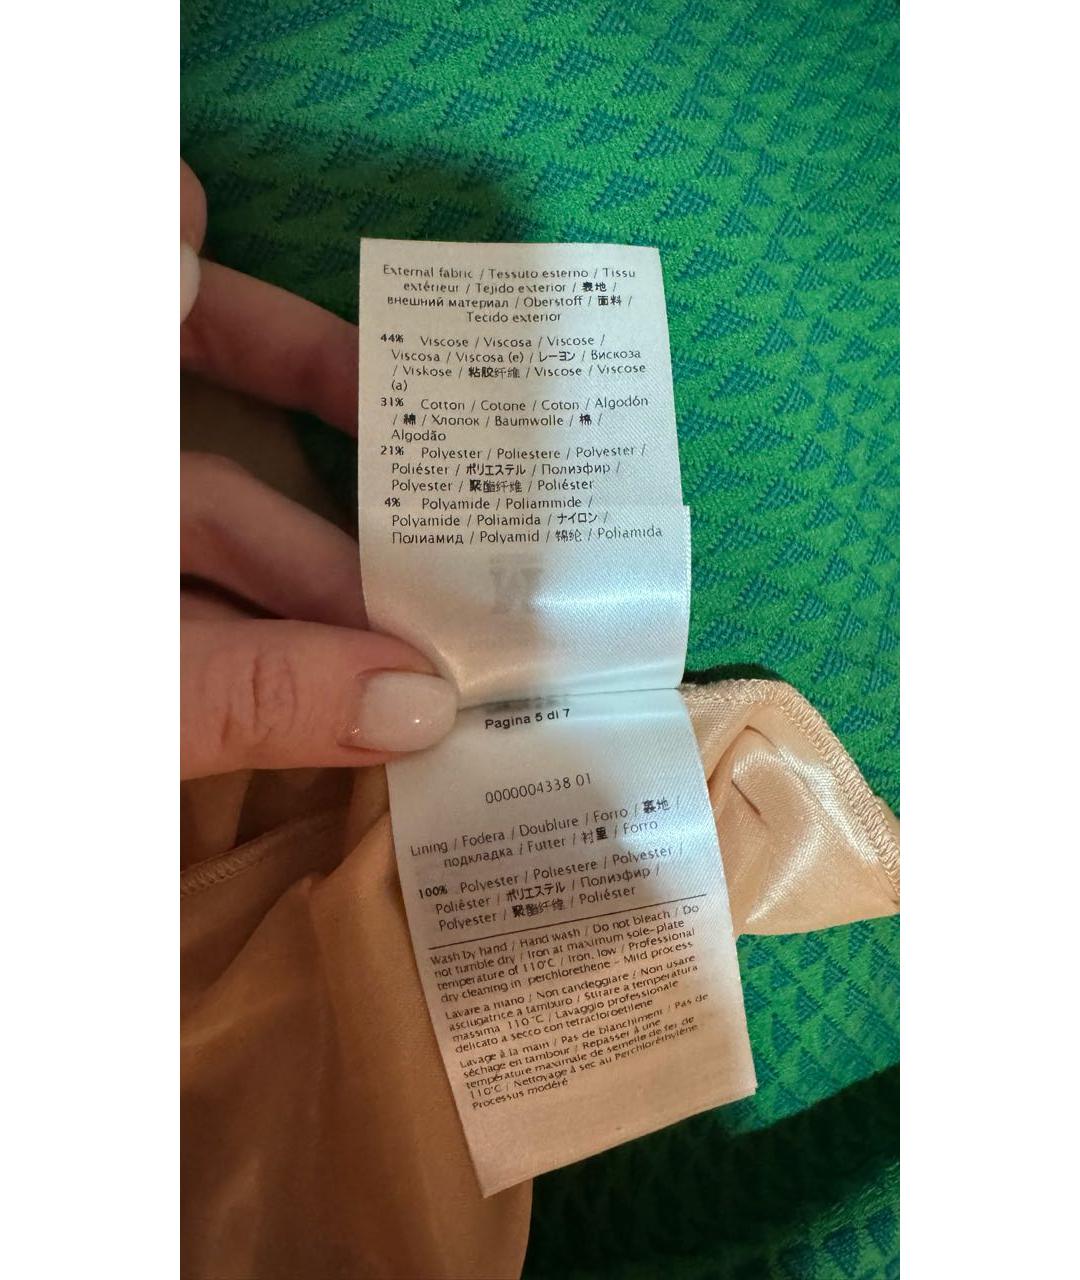 External fabric / Tessuto esterno / Tissu
extérieur / Tejido exterior / 表地 /
внешний материал / Oberstoff / 面料 /
Tecido exterior
44% Viscose / Viscosa / Viscose /
Viscosa / Viscosa (e) / レーヨン / Вискоза
/ Viskose / 粘胶纤维 / Viscose / Viscose
(a)
31% Cotton / Cotone / Coton / Algodón
/ 綿 / Хлопок / Baumwolle / 棉 /
Algodão
21% Polyester / Poliestere / Polyester /
Poliéster / ポリエステル / Полиэфир /
Polyester / 聚酯纤维 / Poliéster
4% Polyamide / Poliammide /
Polyamide / Poliamida / ナイロン /
Полиамид / Polyamid / 锦纶 / Poliamida
Pagina 5 di 7
0000004338 01
Lining / Fodera / Doublure / Forro / 裏地 /
подкладка / Futter / 衬里 / Forro
100% Polyester / Poliestere / Polyester /
Poliéster / ポリエステル / Полиэфир /
Polyester / 聚酯纤维 / Poliéster
Wash by hand / Hand wash / Do not bleach / Do
not tumble dry / Iron at maximum sole-plate
temperature of 110°C / Iron, low / Professional
dry cleaning in perchlorethene - Mild process
Lavare a mano / Non candeggiare / Non usare
asciugatrice a tamburo / Stirare a temperatura
massima 110 °C / Lavaggio professionale
delicato a secco con tetracloroetilene
Lavage à la main / Pas de blanchiment / Pas de
séchage en tambour / Repasser à une
température maximale de semelle de fer de
110°C / Nettoyage à sec au Perchloréthylène
Processus modéré